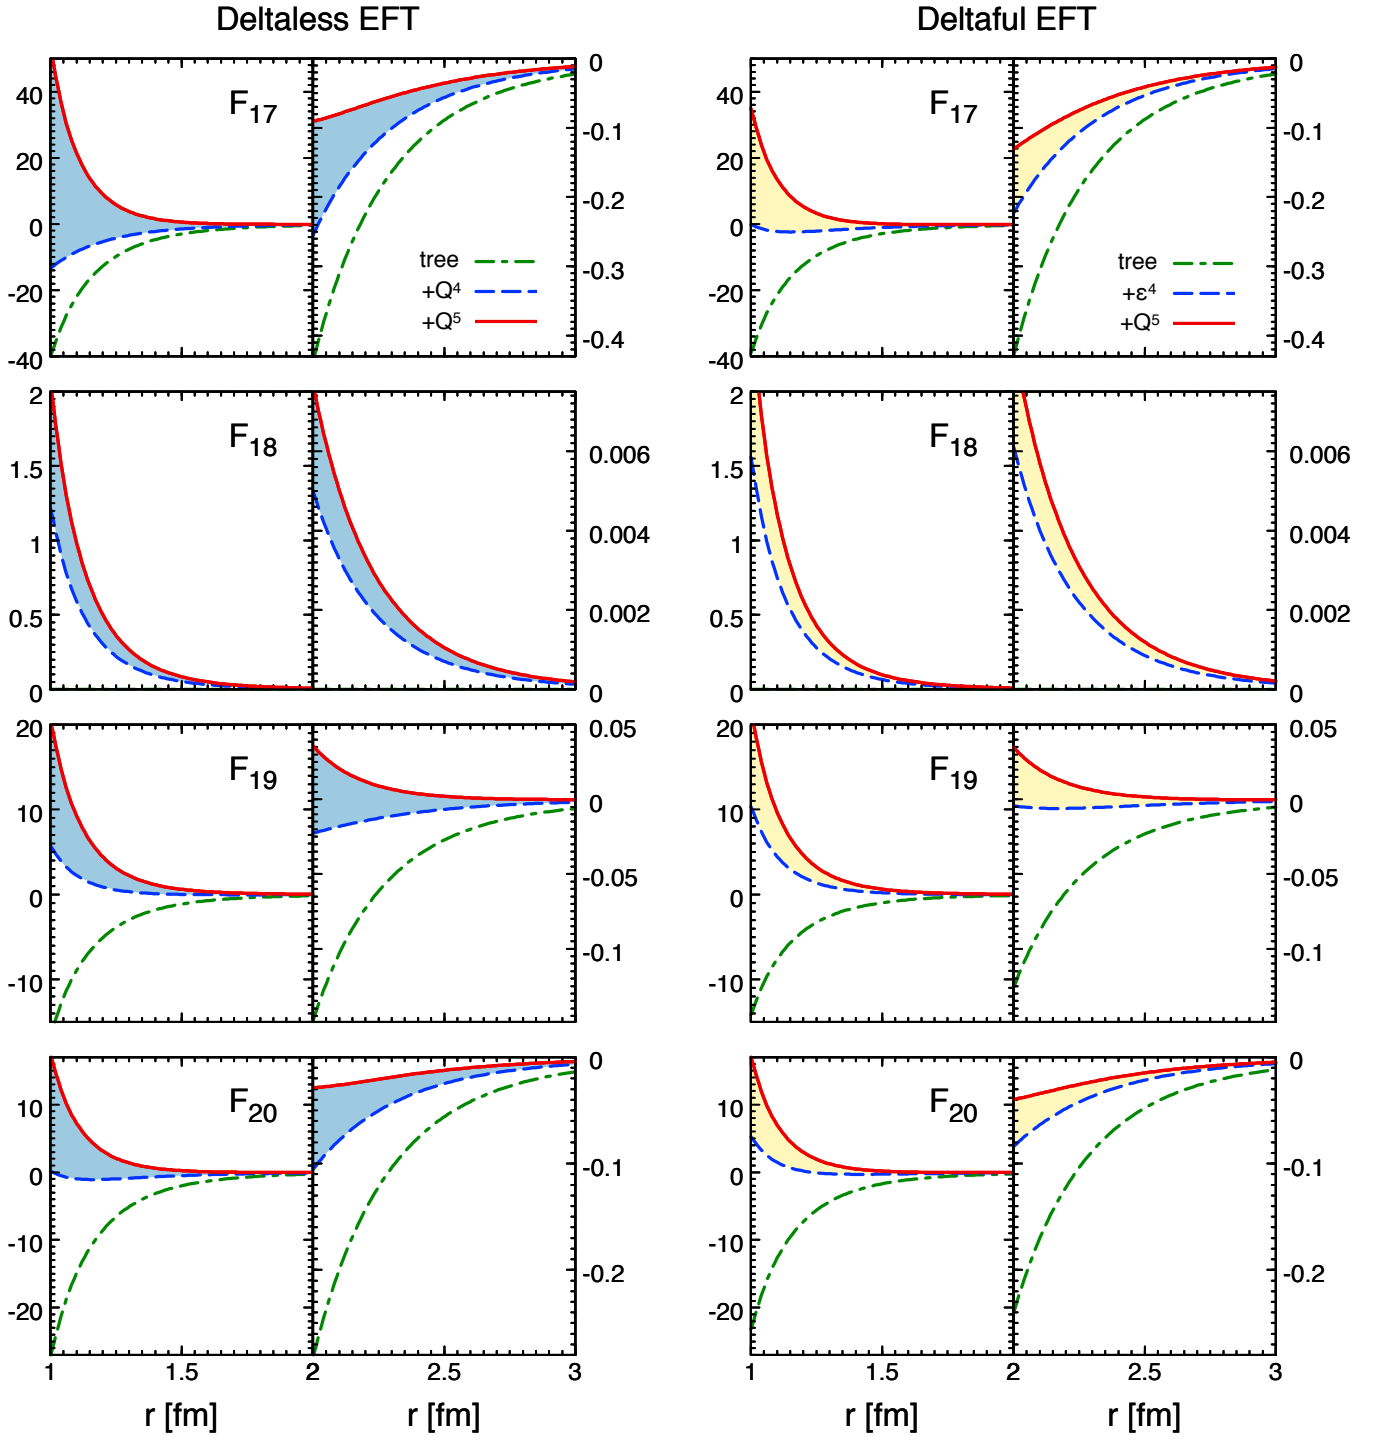 Deltaless EFT Deltaful EFT
F17 F17
40 0 40 0
20 -0.1 20 -0.1
0 -0.2 0 -0.2
-20 -0.3 -20 -0.3
-40 -0.4 -40 -0.4
tree tree
+Q⁴ +ε⁴
+Q⁵ +Q⁵
F18 F18
2 2
1.5 0.006 1.5 0.006
1 0.004 1 0.004
0.5 0.002 0.5 0.002
0 0 0 0
F19 F19
20 0.05 20 0.05
10 0 10 0
0 -0.05 0 -0.05
-10 -0.1 -10 -0.1
F20 F20
0 0
10 10
0 -0.1 0 -0.1
-10 -10
-20 -0.2 -20 -0.2
1 1.5 2 2.5 3 1 1.5 2 2.5 3
r [fm] r [fm] r [fm] r [fm]